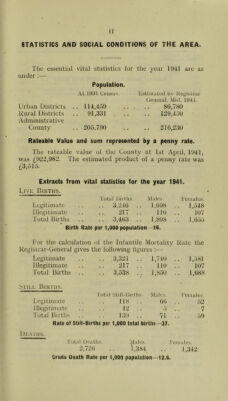 11
STATISTICS AND SOCIAL CONDITIONS OF THE AREA.
The essential vital statistics for the year 1941 are as
under :—
Population.
At 1931 Census. Estimated by Registrar
General, Mid. 1941.
Urban Districts .. 114,459 .. .. 86,780
Rural Districts .. 91,331 .. .. 129,450
Administrative
County .. 205,790 .. .. 216,230
Rateable Value and sum represented by a penny rate.
The rateable value of the County at 1st April, 1941,
was £922,982. The estimated product of a penny rate was
£3,515.
Extracts from vital statistics for the year 1941.
LIVE BIRTHS.
Total Births. Males. Females.
Legitimate .. .. 3,246 .. 1,698 .. 1,548
Illegitimate .. .. 217 .. 110 .. 107
Total Births .. .. 3,463 .. 1,808 .. 1,655
Birth Rate per 1,000 population—16.
For the calculation of the Infantile Mortality Rate the
Registrar-General gives the following figures :—
Legitimate .. .. 3,321 .. 1,740 .. 1,581
Illegitimate .. .. 217 .. 110 .. 107
Total Births .. .. 3,538 .. 1,850 .. 1,688
STILL BIRTHS.
Total Still-Births. Males. Females.
Legitimate .. .. 118 .. 66 .. 52
Illegitimate .. .. 12 .. 5 .. 7
Total Births .. .. .. 71 .. 59
Rate of Still-Births per 1,000 total births—37.
DEATHS.
Total Deaths. Males. Females.
2,726 .. 1,384 .. 1,342
Crude Death Rate per 1,000 population—12.6.